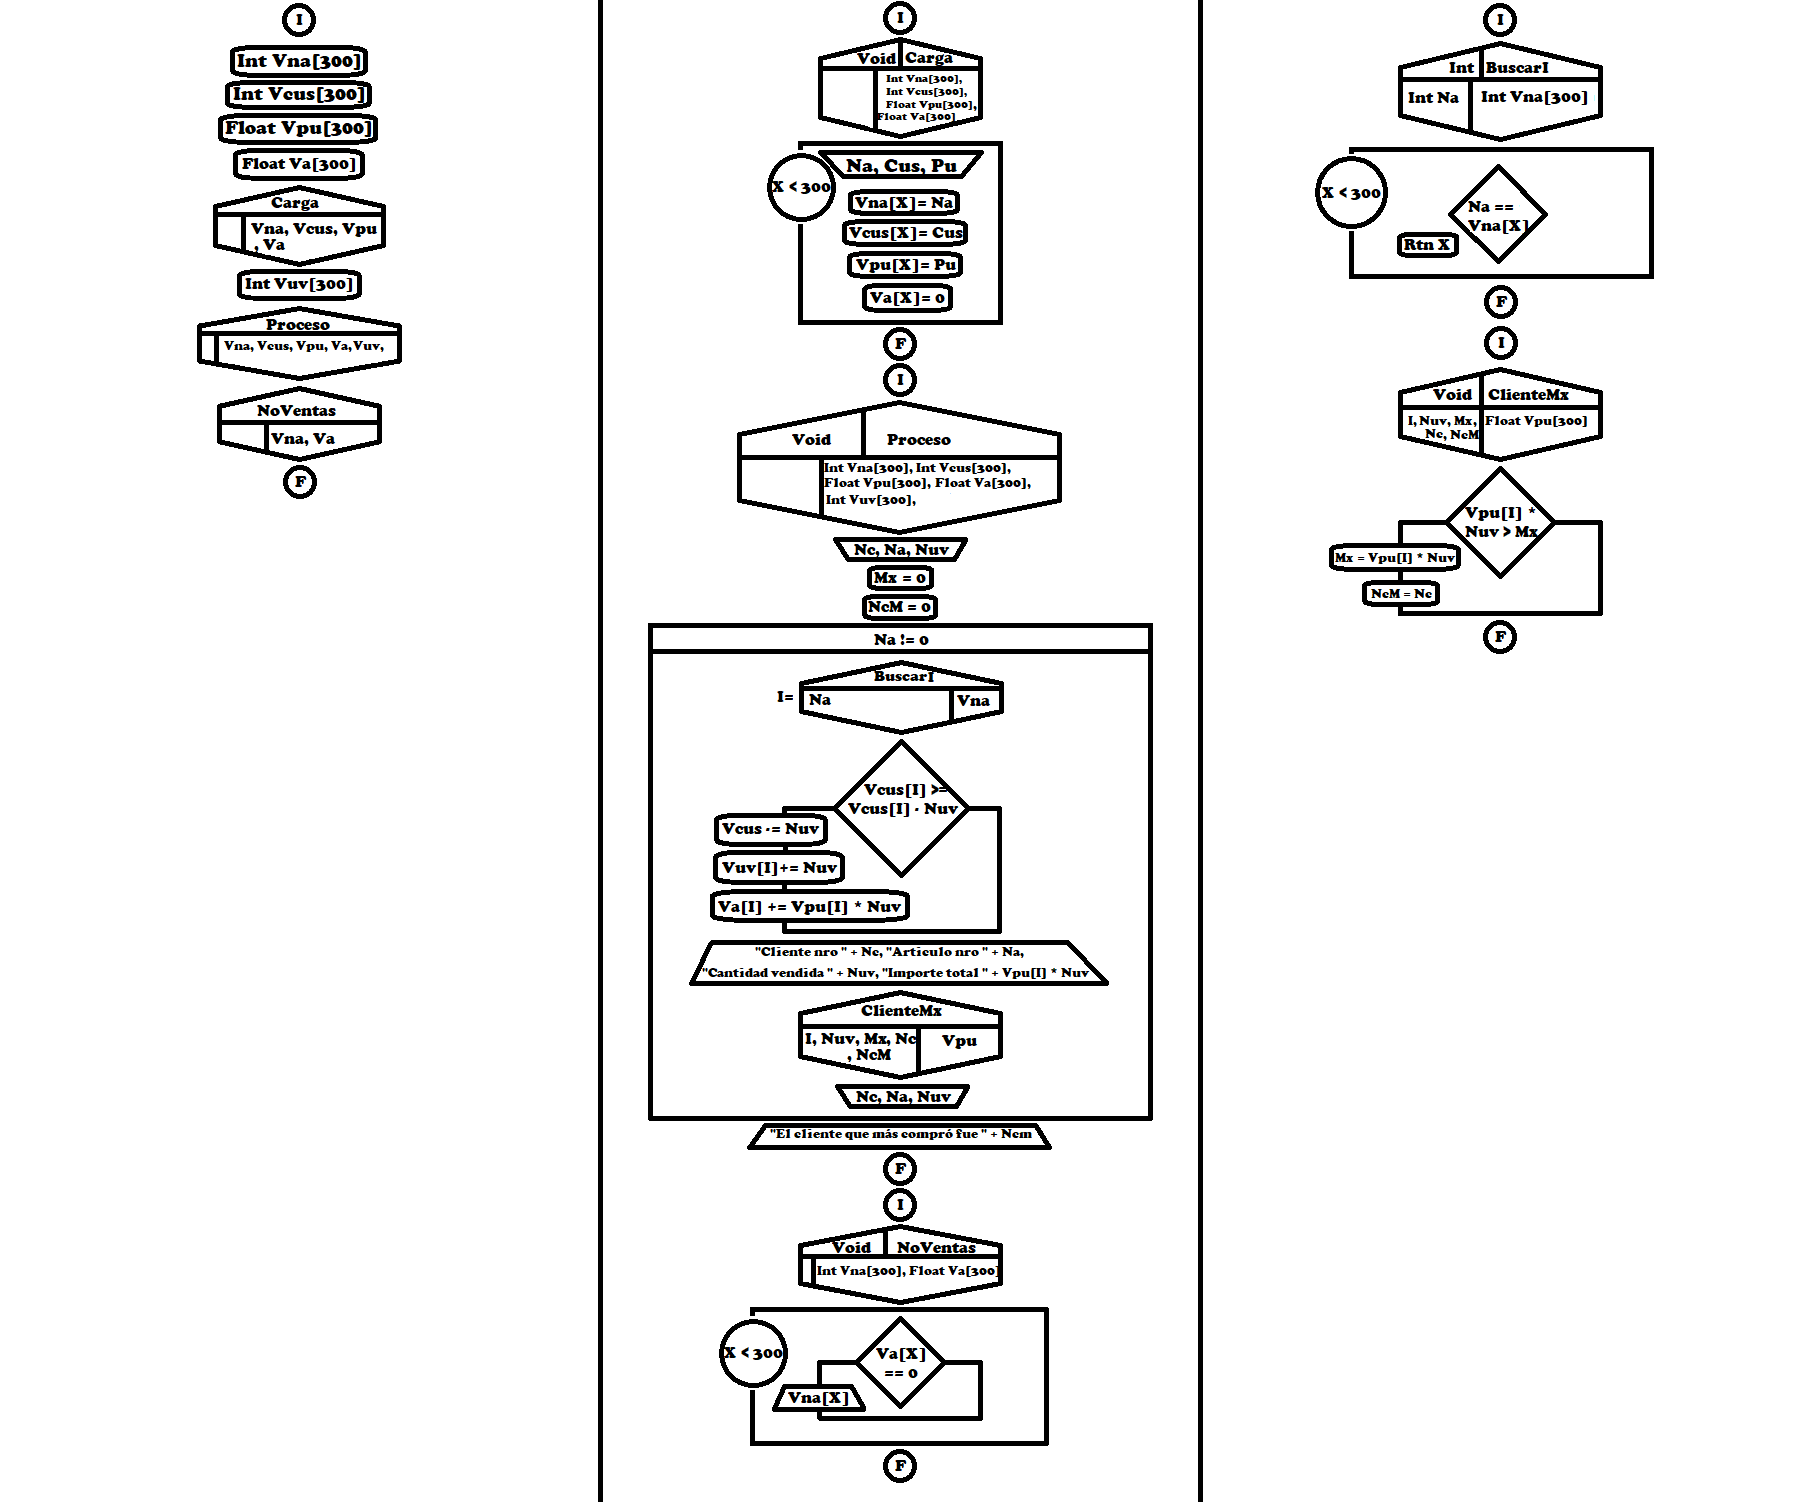 I
Int Vna[300]
Int Vcus[300]
Float Vpu[300]
Float Va[300]
Carga
Vna, Vcus, Vpu
, Va
Int Vuv[300]
Proceso
Vna, Vcus, Vpu, Va,Vuv,
NoVentas
Vna, Va
F
I
Void Carga
Int Vna[300],
Int Vcus[300],
Float Vpu[300],
Float Va[300]
X < 300
Na, Cus, Pu
Vna[X]= Na
Vcus[X]= Cus
Vpu[X]= Pu
Va[X]= 0
F
I
Void Proceso
Int Vna[300], Int Vcus[300],
Float Vpu[300], Float Va[300],
Int Vuv[300],
Nc, Na, Nuv
Mx = 0
NcM = 0
Na != 0
BuscarI
I= Na Vna
Vcus[I] >=
Vcus[I] - Nuv
Vcus -= Nuv
Vuv[I]+= Nuv
Va[I] += Vpu[I] * Nuv
"Cliente nro " + Nc, "Articulo nro " + Na,
"Cantidad vendida " + Nuv, "Importe total " + Vpu[I] * Nuv
ClienteMx
I, Nuv, Mx, Nc
, NcM
Vpu
Nc, Na, Nuv
"El cliente que más compró fue " + Ncm
F
I
Void NoVentas
Int Vna[300], Float Va[300]
X < 300
Va[X]
== 0
Vna[X]
F
I
Int BuscarI
Int Na Int Vna[300]
X < 300
Na ==
Vna[X]
Rtn X
F
I
Void ClienteMx
I, Nuv, Mx,
Nc, NcM
Float Vpu[300]
Vpu[I] *
Nuv > Mx
Mx = Vpu[I] * Nuv
NcM = Nc
F